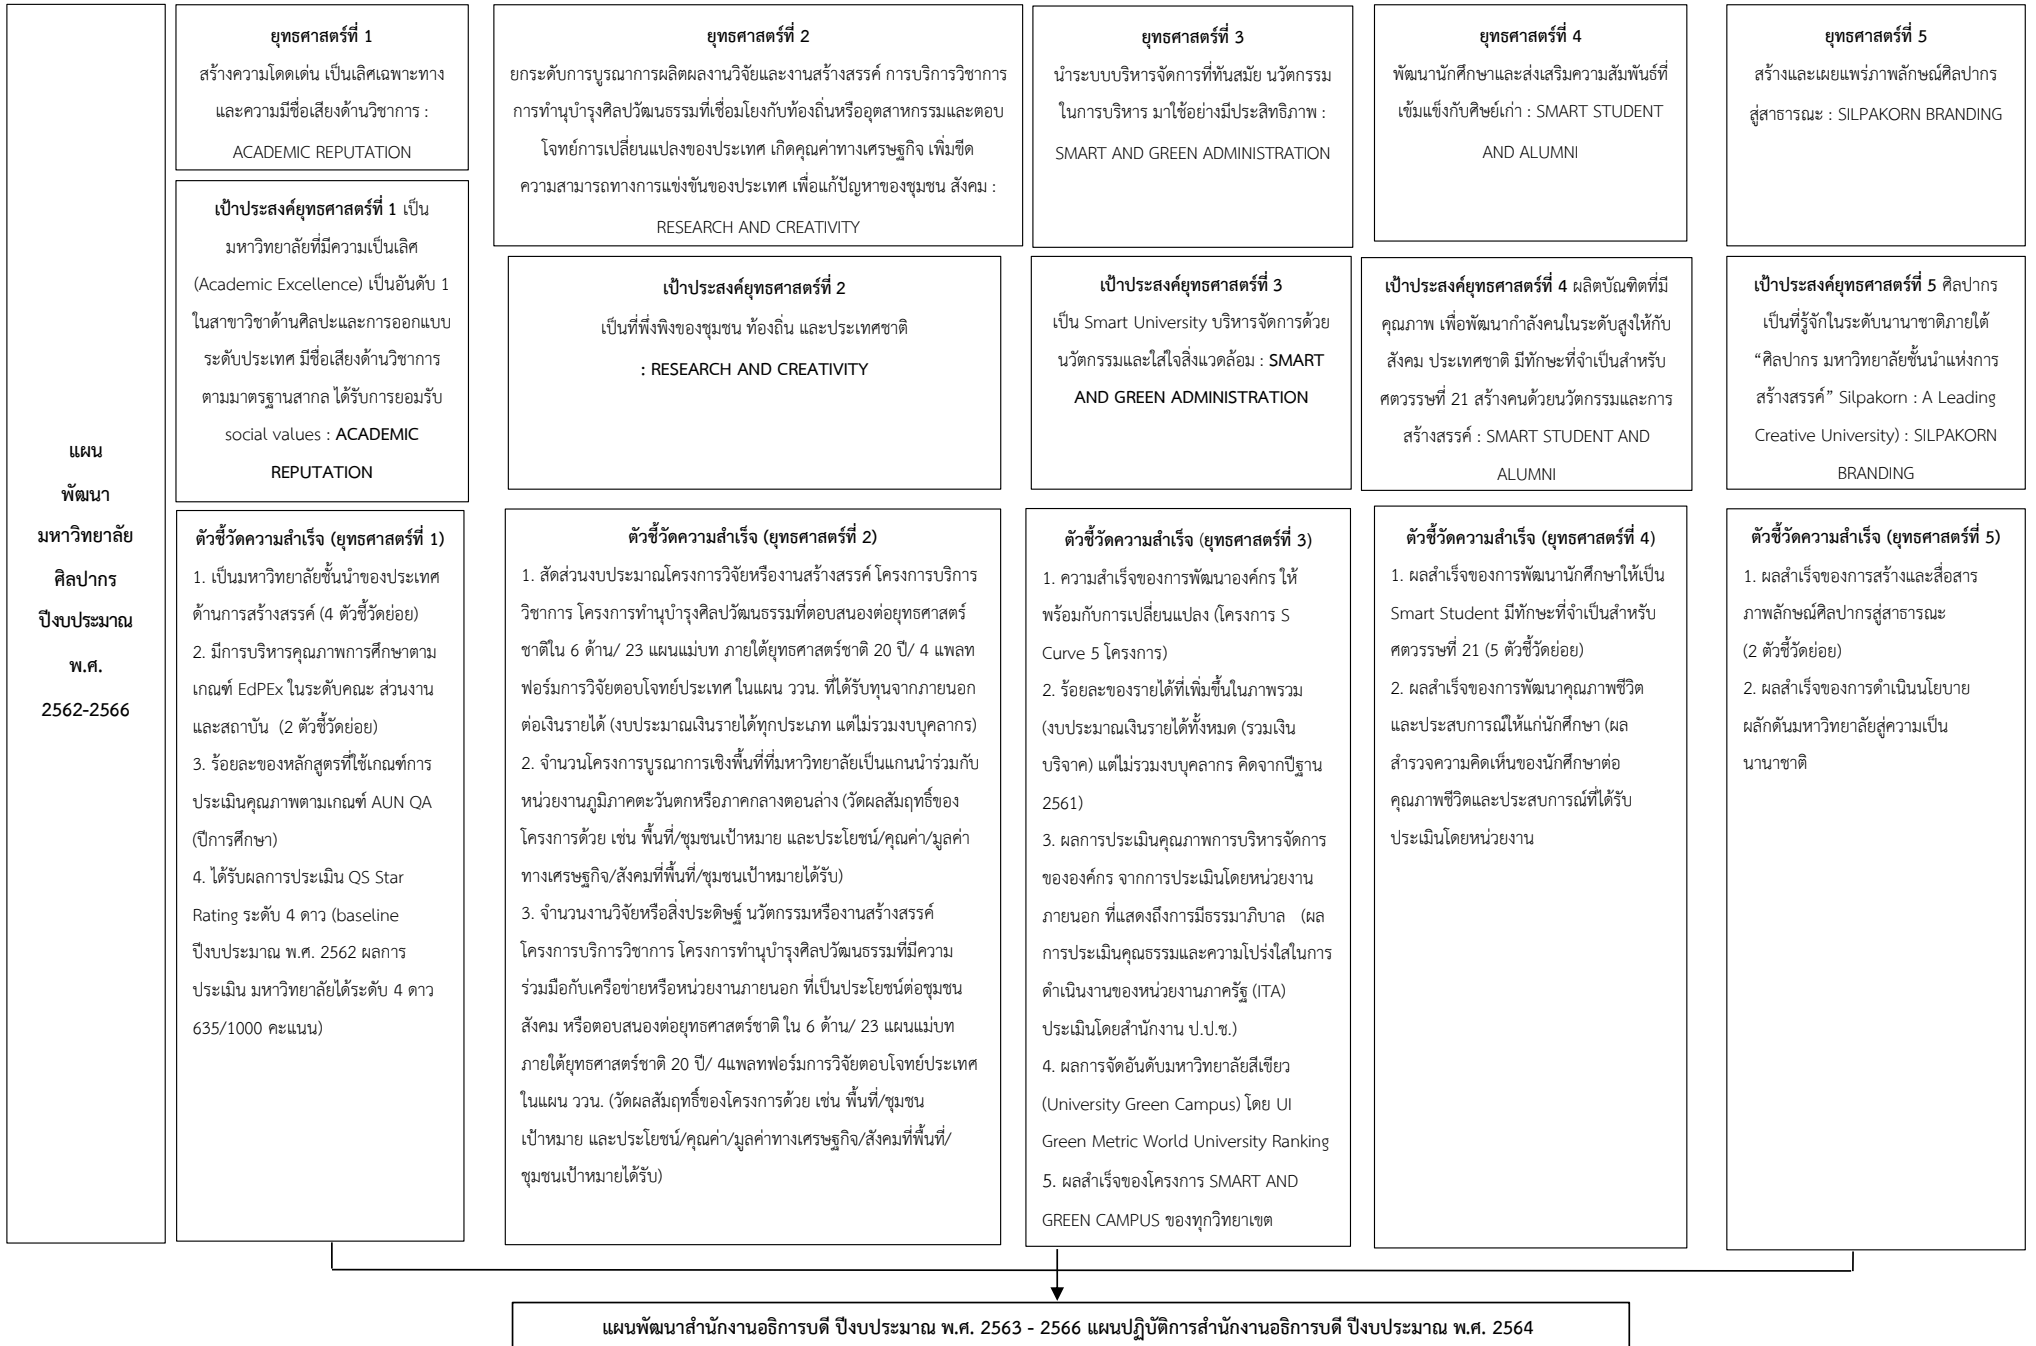 แผน
พัฒนา
มหาวิทยาลัย
ศิลปากร
ปีงบประมาณ
พ.ศ.
2562-2566
ยุทธศาสตร์ที่ 1
สร้างความโดดเด่น เป็นเลิศเฉพาะทาง
และความมีชื่อเสียงด้านวิชาการ :
ACADEMIC REPUTATION
ยุทธศาสตร์ที่ 2
ยกระดับการบูรณาการผลิตผลงานวิจัยและงานสร้างสรรค์ การบริการวิชาการ
การทำนุบำรุงศิลปวัฒนธรรมที่เชื่อมโยงกับท้องถิ่นหรืออุตสาหกรรมและตอบ
โจทย์การเปลี่ยนแปลงของประเทศ เกิดคุณค่าทางเศรษฐกิจ เพิ่มขีด
ความสามารถทางการแข่งขันของประเทศ เพื่อแก้ปัญหาของชุมชน สังคม :
RESEARCH AND CREATIVITY
ยุทธศาสตร์ที่ 3
นำระบบบริหารจัดการที่ทันสมัย นวัตกรรม
ในการบริหาร มาใช้อย่างมีประสิทธิภาพ :
SMART AND GREEN ADMINISTRATION
ยุทธศาสตร์ที่ 4
พัฒนานักศึกษาและส่งเสริมความสัมพันธ์ที่
เข้มแข็งกับศิษย์เก่า : SMART STUDENT
AND ALUMNI
ยุทธศาสตร์ที่ 5
สร้างและเผยแพร่ภาพลักษณ์ศิลปากร
สู่สาธารณะ : SILPAKORN BRANDING
เป้าประสงค์ยุทธศาสตร์ที่ 1 เป็น
มหาวิทยาลัยที่มีความเป็นเลิศ
(Academic Excellence) เป็นอันดับ 1
ในสาขาวิชาด้านศิลปะและการออกแบบ
ระดับประเทศ มีชื่อเสียงด้านวิชาการ
ตามมาตรฐานสากล ได้รับการยอมรับ
social values : ACADEMIC
REPUTATION
เป้าประสงค์ยุทธศาสตร์ที่ 2
เป็นที่พึ่งพิงของชุมชน ท้องถิ่น และประเทศชาติ
: RESEARCH AND CREATIVITY
เป้าประสงค์ยุทธศาสตร์ที่ 3
เป็น Smart University บริหารจัดการด้วย
นวัตกรรมและใส่ใจสิ่งแวดล้อม : SMART
AND GREEN ADMINISTRATION
เป้าประสงค์ยุทธศาสตร์ที่ 4 ผลิตบัณฑิตที่มี
คุณภาพ เพื่อพัฒนากำลังคนในระดับสูงให้กับ
สังคม ประเทศชาติ มีทักษะที่จำเป็นสำหรับ
ศตวรรษที่ 21 สร้างคนด้วยนวัตกรรมและการ
สร้างสรรค์ : SMART STUDENT AND
ALUMNI
เป้าประสงค์ยุทธศาสตร์ที่ 5 ศิลปากร
เป็นที่รู้จักในระดับนานาชาติภายใต้
“ศิลปากร มหาวิทยาลัยชั้นนำแห่งการ
สร้างสรรค์” Silpakorn : A Leading
Creative University) : SILPAKORN
BRANDING
ตัวชี้วัดความสำเร็จ (ยุทธศาสตร์ที่ 1)
1. เป็นมหาวิทยาลัยชั้นนำของประเทศ
ด้านการสร้างสรรค์ (4 ตัวชี้วัดย่อย)
2. มีการบริหารคุณภาพการศึกษาตาม
เกณฑ์ EdPEx ในระดับคณะ ส่วนงาน
และสถาบัน (2 ตัวชี้วัดย่อย)
3. ร้อยละของหลักสูตรที่ใช้เกณฑ์การ
ประเมินคุณภาพตามเกณฑ์ AUN QA
(ปีการศึกษา)
4. ได้รับผลการประเมิน QS Star
Rating ระดับ 4 ดาว (baseline
ปีงบประมาณ พ.ศ. 2562 ผลการ
ประเมิน มหาวิทยาลัยได้ระดับ 4 ดาว
635/1000 คะแนน)
ตัวชี้วัดความสำเร็จ (ยุทธศาสตร์ที่ 2)
1. สัดส่วนงบประมาณโครงการวิจัยหรืองานสร้างสรรค์ โครงการบริการ
วิชาการ โครงการทำนุบำรุงศิลปวัฒนธรรมที่ตอบสนองต่อยุทธศาสตร์
ชาติใน 6 ด้าน/ 23 แผนแม่บท ภายใต้ยุทธศาสตร์ชาติ 20 ปี/ 4 แพลท
ฟอร์มการวิจัยตอบโจทย์ประเทศ ในแผน ววน. ที่ได้รับทุนจากภายนอก
ต่อเงินรายได้ (งบประมาณเงินรายได้ทุกประเภท แต่ไม่รวมงบบุคลากร)
2. จำนวนโครงการบูรณาการเชิงพื้นที่ที่มหาวิทยาลัยเป็นแกนนำร่วมกับ
หน่วยงานภูมิภาคตะวันตกหรือภาคกลางตอนล่าง (วัดผลสัมฤทธิ์ของ
โครงการด้วย เช่น พื้นที่/ชุมชนเป้าหมาย และประโยชน์/คุณค่า/มูลค่า
ทางเศรษฐกิจ/สังคมที่พื้นที่/ชุมชนเป้าหมายได้รับ)
3. จำนวนงานวิจัยหรือสิ่งประดิษฐ์ นวัตกรรมหรืองานสร้างสรรค์
โครงการบริการวิชาการ โครงการทำนุบำรุงศิลปวัฒนธรรมที่มีความ
ร่วมมือกับเครือข่ายหรือหน่วยงานภายนอก ที่เป็นประโยชน์ต่อชุมชน
สังคม หรือตอบสนองต่อยุทธศาสตร์ชาติ ใน 6 ด้าน/ 23 แผนแม่บท
ภายใต้ยุทธศาสตร์ชาติ 20 ปี/ 4แพลทฟอร์มการวิจัยตอบโจทย์ประเทศ
ในแผน ววน. (วัดผลสัมฤทธิ์ของโครงการด้วย เช่น พื้นที่/ชุมชน
เป้าหมาย และประโยชน์/คุณค่า/มูลค่าทางเศรษฐกิจ/สังคมที่พื้นที่/
ชุมชนเป้าหมายได้รับ)
ตัวชี้วัดความสำเร็จ (ยุทธศาสตร์ที่ 3)
1. ความสำเร็จของการพัฒนาองค์กร ให้
พร้อมกับการเปลี่ยนแปลง (โครงการ S
Curve 5 โครงการ)
2. ร้อยละของรายได้ที่เพิ่มขึ้นในภาพรวม
(งบประมาณเงินรายได้ทั้งหมด (รวมเงิน
บริจาค) แต่ไม่รวมงบบุคลากร คิดจากปีฐาน
2561)
3. ผลการประเมินคุณภาพการบริหารจัดการ
ขององค์กร จากการประเมินโดยหน่วยงาน
ภายนอก ที่แสดงถึงการมีธรรมาภิบาล (ผล
การประเมินคุณธรรมและความโปร่งใสในการ
ดำเนินงานของหน่วยงานภาครัฐ (ITA)
ประเมินโดยสำนักงาน ป.ป.ช.)
4. ผลการจัดอันดับมหาวิทยาลัยสีเขียว
(University Green Campus) โดย UI
Green Metric World University Ranking
5. ผลสำเร็จของโครงการ SMART AND
GREEN CAMPUS ของทุกวิทยาเขต
ตัวชี้วัดความสำเร็จ (ยุทธศาสตร์ที่ 4)
1. ผลสำเร็จของการพัฒนานักศึกษาให้เป็น
Smart Student มีทักษะที่จำเป็นสำหรับ
ศตวรรษที่ 21 (5 ตัวชี้วัดย่อย)
2. ผลสำเร็จของการพัฒนาคุณภาพชีวิต
และประสบการณ์ให้แก่นักศึกษา (ผล
สำรวจความคิดเห็นของนักศึกษาต่อ
คุณภาพชีวิตและประสบการณ์ที่ได้รับ
ประเมินโดยหน่วยงาน
ตัวชี้วัดความสำเร็จ (ยุทธศาสตร์ที่ 5)
1. ผลสำเร็จของการสร้างและสื่อสาร
ภาพลักษณ์ศิลปากรสู่สาธารณะ
(2 ตัวชี้วัดย่อย)
2. ผลสำเร็จของการดำเนินนโยบาย
ผลักดันมหาวิทยาลัยสู่ความเป็น
นานาชาติ
แผนพัฒนาสำนักงานอธิการบดี ปีงบประมาณ พ.ศ. 2563 - 2566 แผนปฏิบัติการสำนักงานอธิการบดี ปีงบประมาณ พ.ศ. 2564